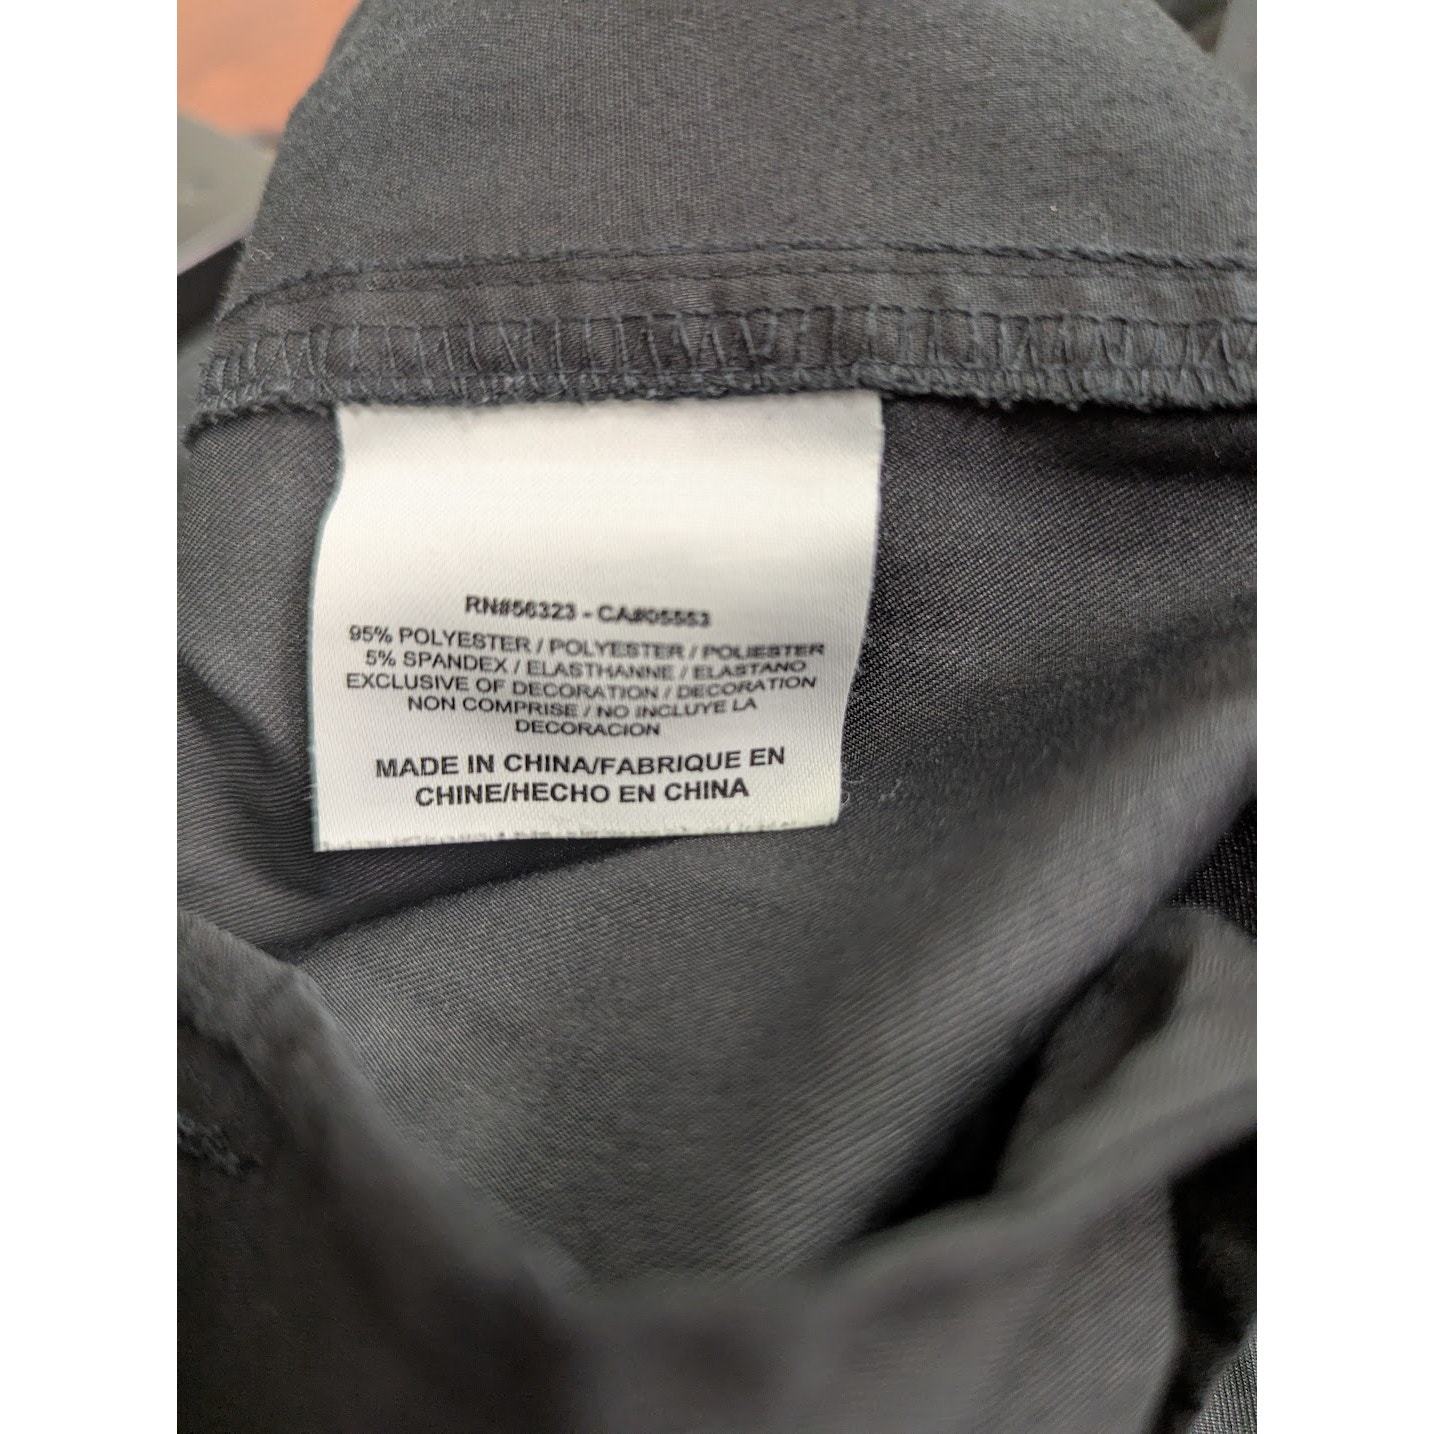 RN#56323 - CA#05553
95% POLYESTER / POLYESTER / POLIESTER
5% SPANDEX / ELASTHANNE / ELASTANO
EXCLUSIVE OF DECORATION / DECORATION
NON COMPRISE / NO INCLUYE LA
DECORACION
MADE IN CHINA/FABRIQUE EN
CHINE/HECHO EN CHINA